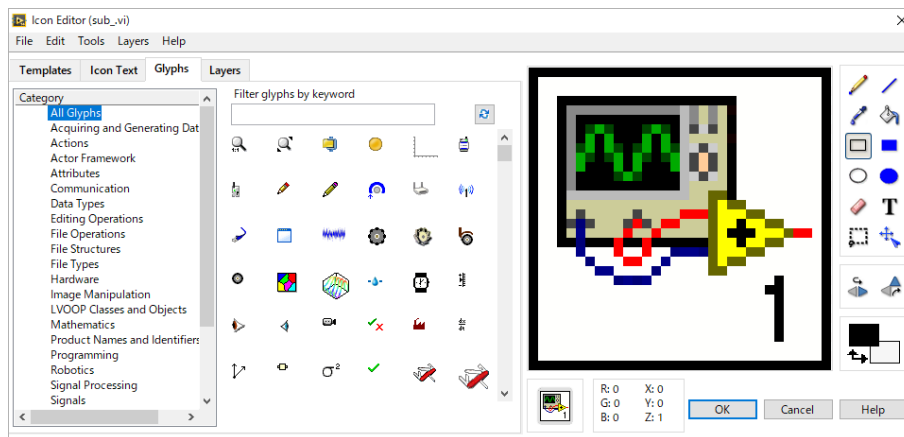 Icon Editor (sub_.vi)
File Edit Tools Layers Help
Templates Icon Text Glyphs Layers
Category
All Glyphs
Acquiring and Generating Dat
Actions
Actor Framework
Attributes
Communication
Data Types
Editing Operations
File Operations
File Structures
File Types
Hardware
Image Manipulation
LVOOP Classes and Objects
Mathematics
Product Names and Identifiers
Programming
Robotics
Signal Processing
Signals
Filter glyphs by keyword
σ²
1
T
1
R: 0 X: 0
G: 0 Y: 0
B: 0 Z: 1
OK Cancel Help